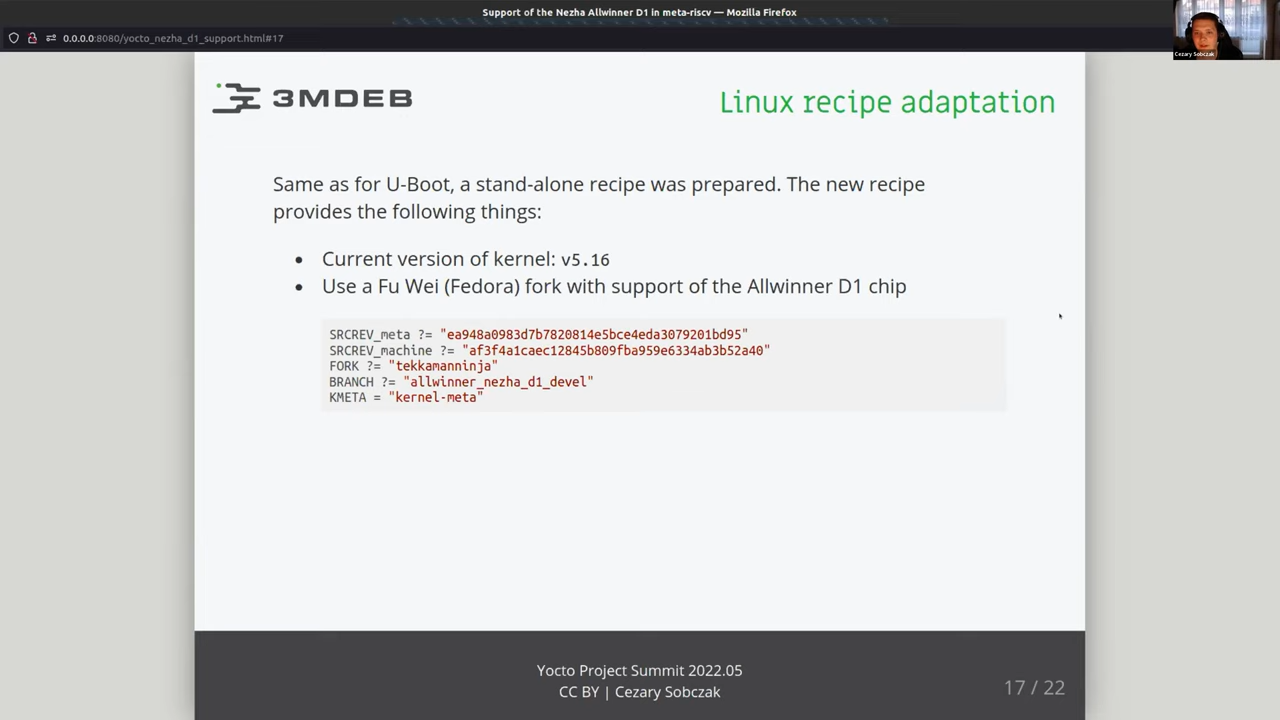 Support of the Nezha Allwinner D1 in meta-riscv — Mozilla Firefox
0.0.0.0:8080/yocto_nezha_d1_support.html#17
Cezary Sobczak
3MDEB
Linux recipe adaptation
Same as for U-Boot, a stand-alone recipe was prepared. The new recipe
provides the following things:
• Current version of kernel: v5.16
• Use a Fu Wei (Fedora) fork with support of the Allwinner D1 chip
SRCREV_meta ?= "ea948a0983d7b7820814e5bce4eda3079201bd95"
SRCREV_machine ?= "af3f4a1caec12845b809fba959e6334ab3b52a40"
FORK ?= "tekkamanninja"
BRANCH ?= "allwinner_nezha_d1_devel"
KMETA = "kernel-meta"
Yocto Project Summit 2022.05
CC BY | Cezary Sobczak
17 / 22